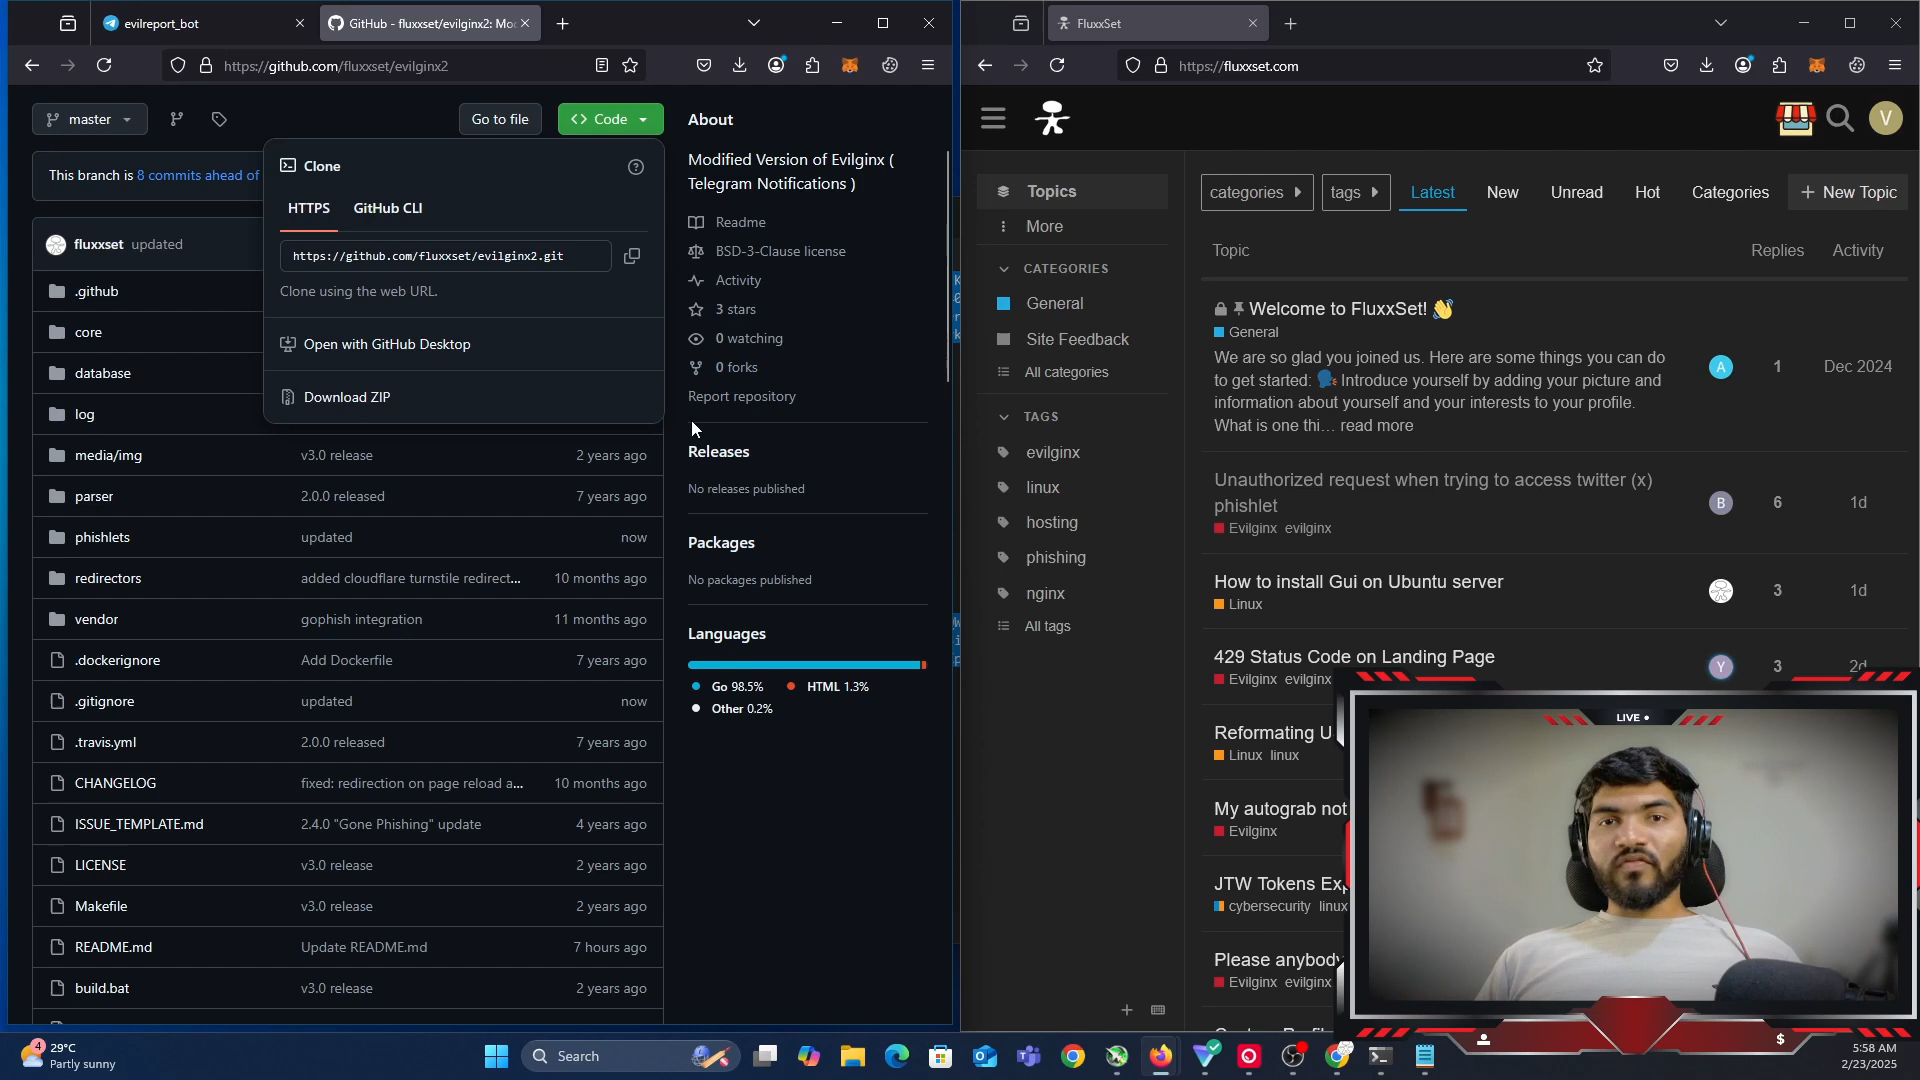 evilreport_bot
GitHub - fluxxset/evilginx2: Mo
https://github.com/fluxxset/evilginx2
master
Go to file
Code
This branch is 8 commits ahead of
Clone
HTTPS
GitHub CLI
https://github.com/fluxxset/evilginx2.git
Clone using the web URL.
Open with GitHub Desktop
Download ZIP
fluxxset updated
.github
core
database
log
media/img v3.0 release 2 years ago
parser 2.0.0 released 7 years ago
phishlets updated now
redirectors added cloudflare turnstile redirect... 10 months ago
vendor gophish integration 11 months ago
.dockerignore Add Dockerfile 7 years ago
.gitignore updated now
.travis.yml 2.0.0 released 7 years ago
CHANGELOG fixed: redirection on page reload a... 10 months ago
ISSUE_TEMPLATE.md 2.4.0 "Gone Phishing" update 4 years ago
LICENSE v3.0 release 2 years ago
Makefile v3.0 release 2 years ago
README.md Update README.md 7 hours ago
build.bat v3.0 release 2 years ago
About
Modified Version of Evilginx (
Telegram Notifications )
Readme
BSD-3-Clause license
Activity
3 stars
0 watching
0 forks
Report repository
Releases
No releases published
Packages
No packages published
Languages
Go 98.5% HTML 1.3%
Other 0.2%
FluxxSet
https://fluxxset.com
V
Topics
More
CATEGORIES
General
Site Feedback
All categories
TAGS
evilginx
linux
hosting
phishing
nginx
All tags
categories
tags
Latest
New
Unread
Hot
Categories
+ New Topic
Topic Replies Activity
Welcome to FluxxSet! 👋
General
We are so glad you joined us. Here are some things you can do
to get started: 🗣 Introduce yourself by adding your picture and
information about yourself and your interests to your profile.
What is one thi... read more
A 1 Dec 2024
Unauthorized request when trying to access twitter (x)
phishlet
Evilginx evilginx
B 6 1d
How to install Gui on Ubuntu server
Linux
3 1d
429 Status Code on Landing Page
Evilginx evilginx
Y 3 2d
Reformating U
Linux linux
My autograb not
Evilginx
JTW Tokens Exp
cybersecurity linux
Please anybody
Evilginx evilginx
LIVE
$
4
29°C
Partly sunny
Search
5:58 AM
2/23/2025